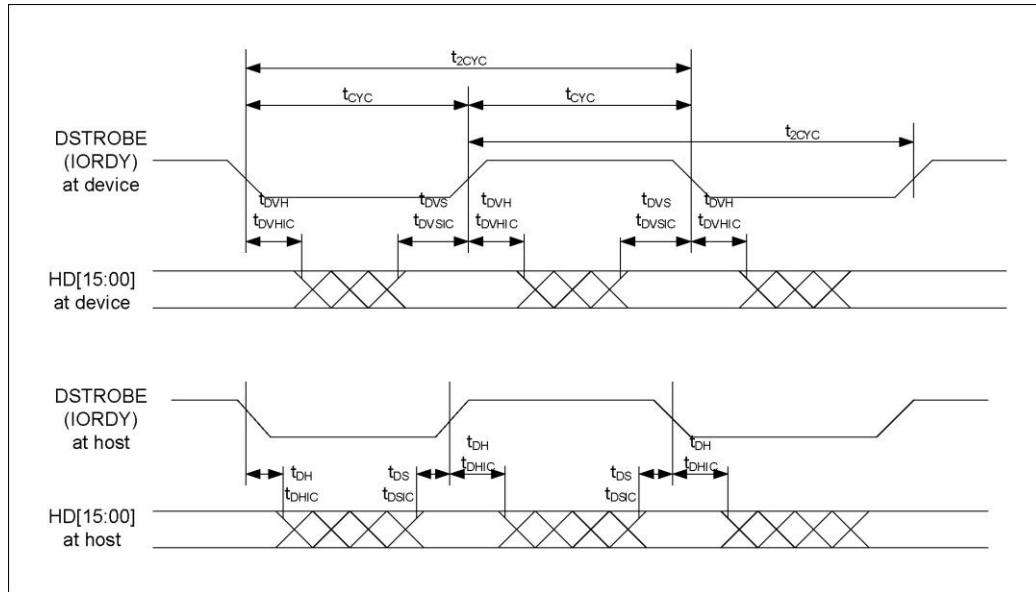 t2CYC
tCYC tCYC
t2CYC
DSTROBE
(IORDY)
at device
tDVH tDVS tDVH tDVS tDVH
tDVHIC tDVSIC tDVHIC tDVSIC tDVHIC
HD[15:00]
at device
DSTROBE
(IORDY)
at host
tDH tDH
tDH tDS tDHIC tDS tDHIC
tDHIC tDSIC tDSIC
HD[15:00]
at host